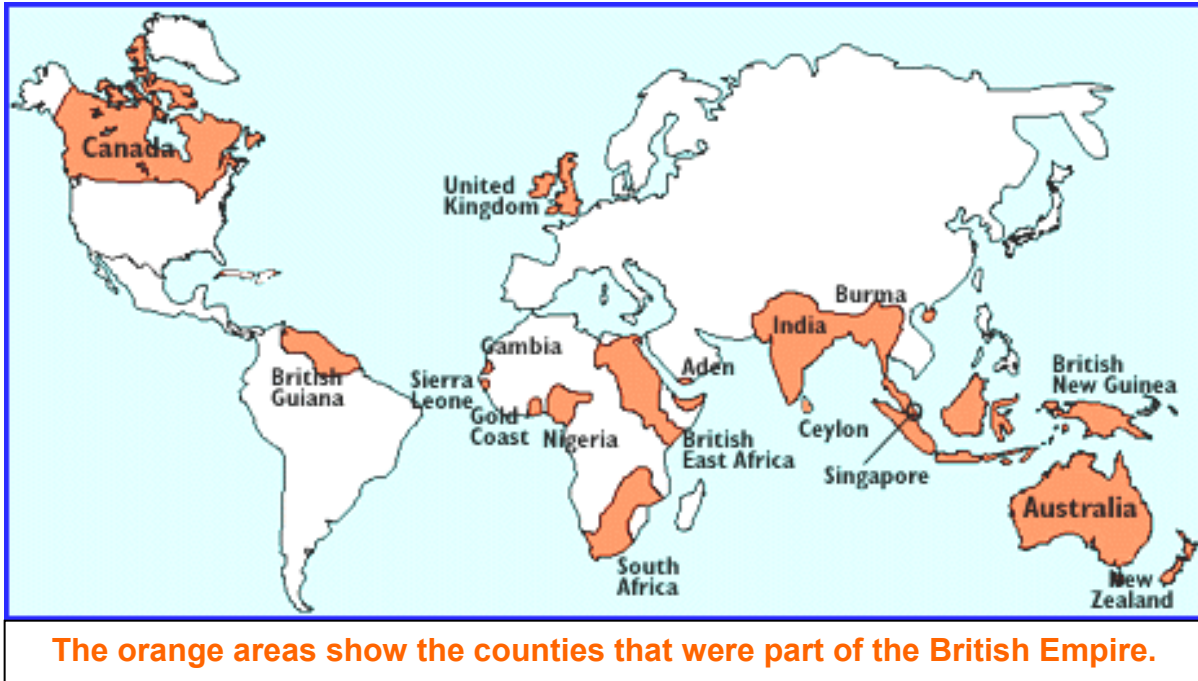 Canada
United
Kingdom
Burma
India
Gambia
Aden
British
New Guinea
British
Guiana
Sierra
Leone
Gold
Coast
Nigeria
British
East Africa
Ceylon
Singapore
Australia
South
Africa
New
Zealand
The orange areas show the counties that were part of the British Empire.